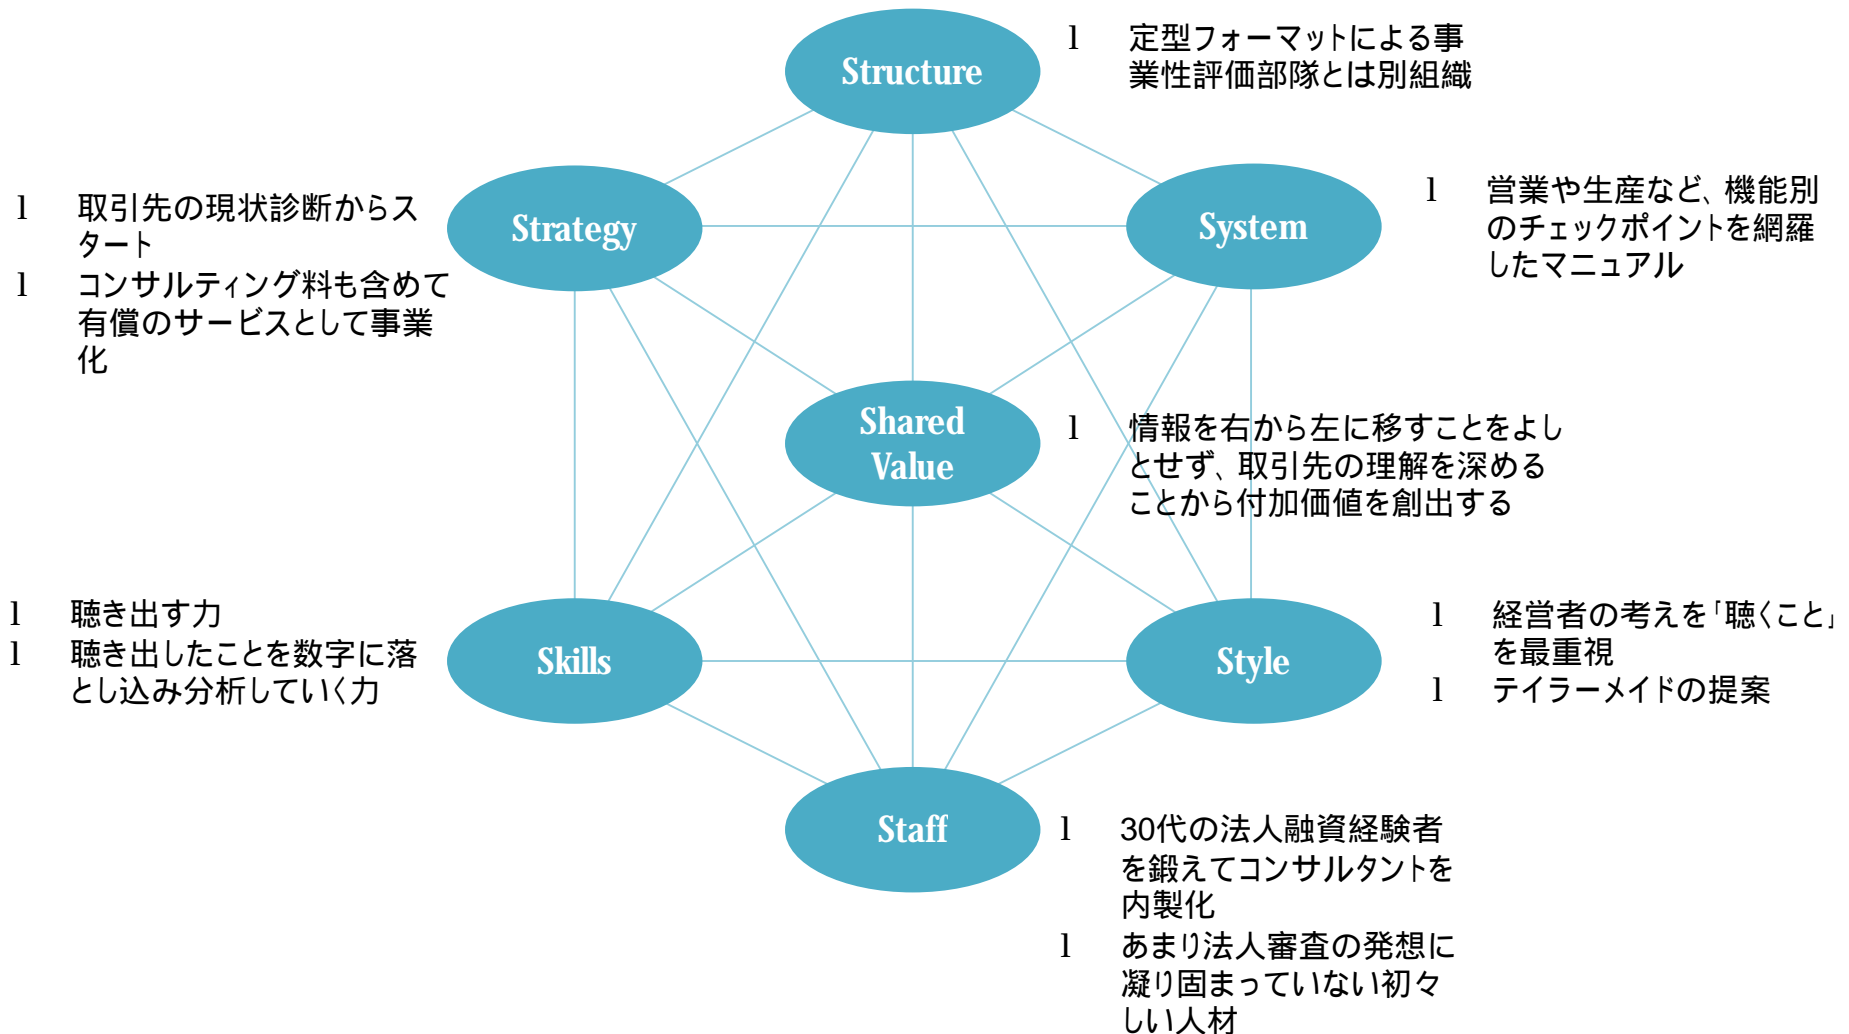 Structure
l 定型フォーマットによる事
業性評価部隊とは別組織
Strategy
l 取引先の現状診断からス
タート
l コンサルティング料も含めて
有償のサービスとして事業
化
System
l 営業や生産など、機能別
のチェックポイントを網羅
したマニュアル
Shared
Value
l 情報を右から左に移すことをよし
とせず、取引先の理解を深める
ことから付加価値を創出する
l 聴き出す力
l 聴き出したことを数字に落
とし込み分析していく力
Skills
Style
l 経営者の考えを「聴くこと」
を最重視
l テイラーメイドの提案
Staff
l 30代の法人融資経験者
を鍛えてコンサルタントを
内製化
l あまり法人審査の発想に
凝り固まっていない初々
しい人材